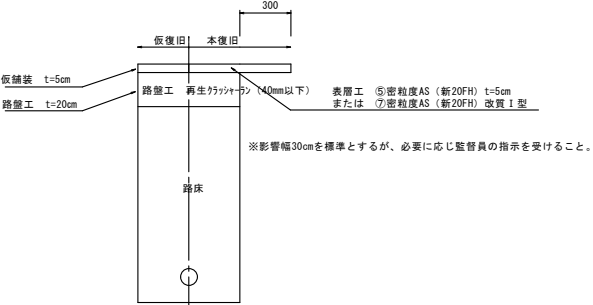 300
仮復旧 本復旧
仮舗装 t=5cm
路盤工 t=20cm
路盤工 再生クラッシャーラン (40mm以下)
表層工 ⑤密粒度AS (新20FH) t=5cm
または ⑦密粒度AS (新20FH) 改質Ⅰ型
※影響幅30cmを標準とするが、必要に応じ監督員の指示を受けること。
路床